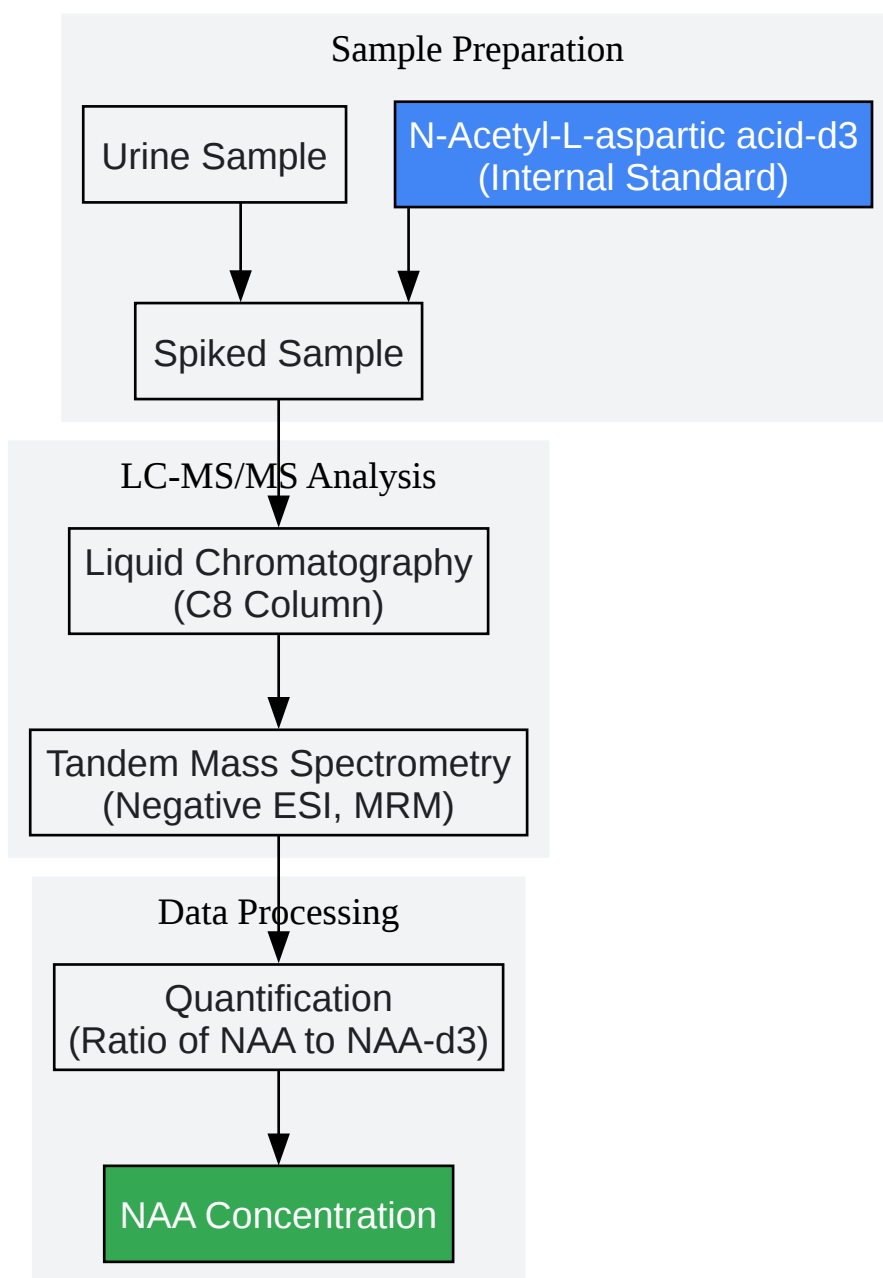 Sample Preparation
Urine Sample
N-Acetyl-L-aspartic acid-d3
(Internal Standard)
Spiked Sample
LC-MS/MS Analysis
Liquid Chromatography
(C8 Column)
Tandem Mass Spectrometry
(Negative ESI, MRM)
Data Processing
Quantification
(Ratio of NAA to NAA-d3)
NAA Concentration